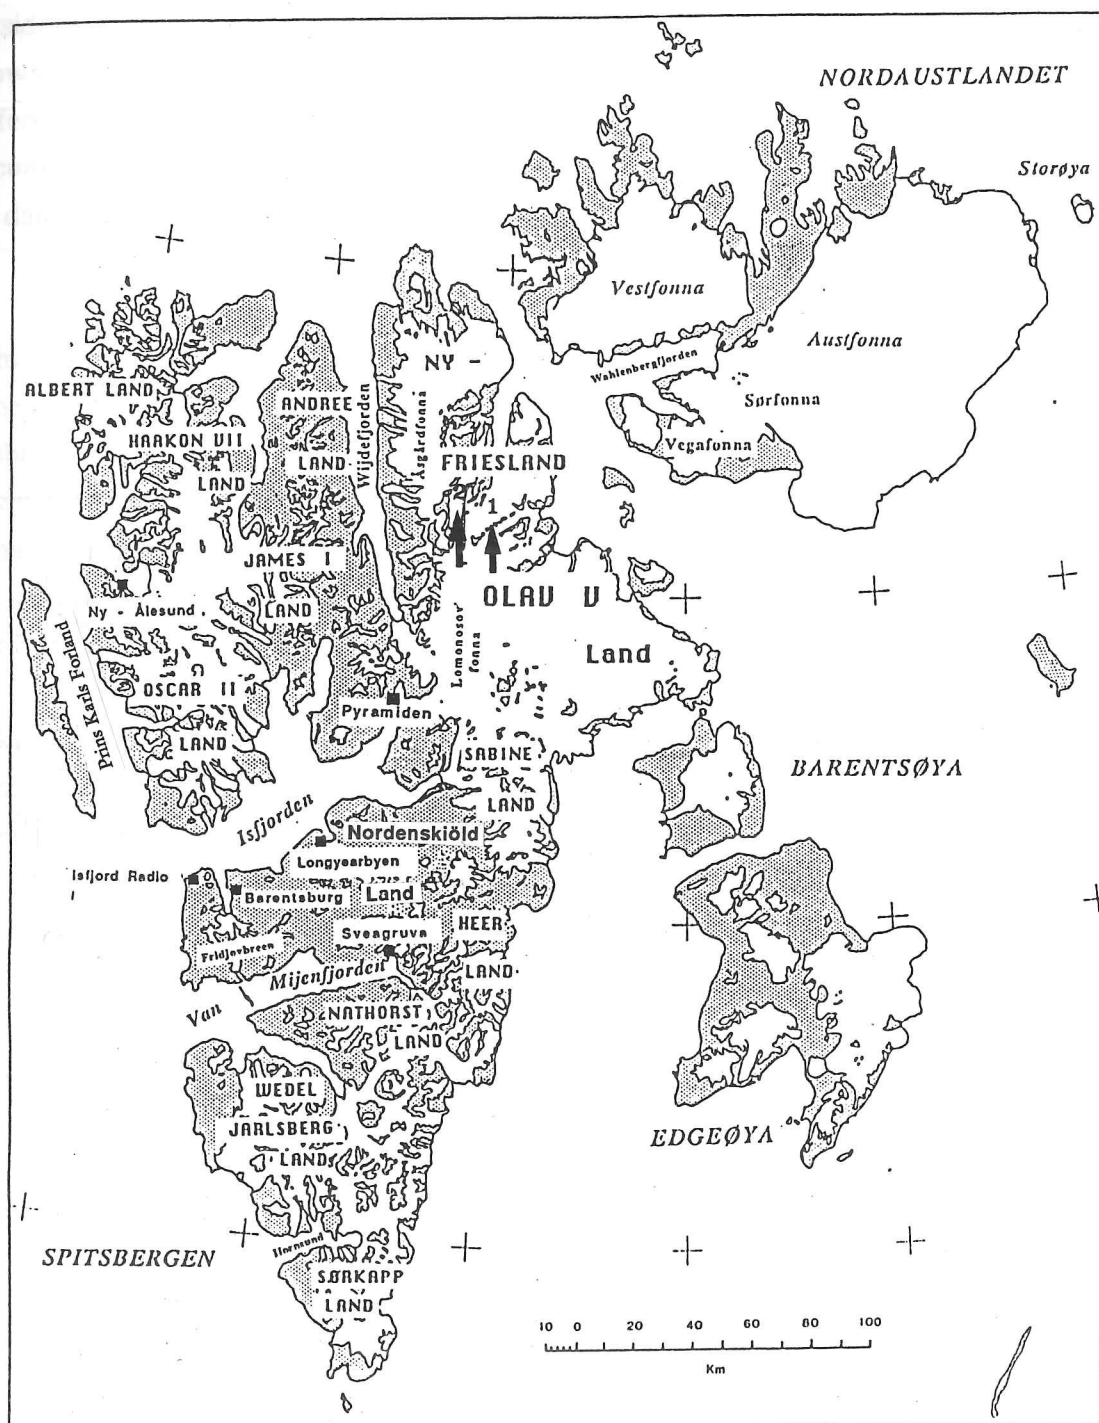 NORDAUSTLANDET
Storøya
Vestfonna
Austfonna
Wahlenbergfjorden
Sørfonna
Vegafonna
NY -
FRIESLAND
Åsgårdfonna
Wijdefjorden
ALBERT LAND
ANDREE
LAND
HAAKON VII
LAND
2
1
JAMES I
LAND
OLAV V
Land
Lomonosov
fonna
Ny - Ålesund
Prins Karls Forland
OSCAR II
LAND
Pyramiden
SABINE
LAND
BARENTSØYA
Isfjorden
Nordenskiöld
Land
Longyearbyen
Isfjord Radio
Barentsburg
Sveagruva
HEER
LAND
Fridjovbreen
Van Mijenfjorden
NATHORST
LAND
WEDEL
JARLSBERG
LAND
EDGEØYA
SPITSBERGEN
Hornsund
SØRKAPP
LAND
10 0 20 40 60 80 100
Km